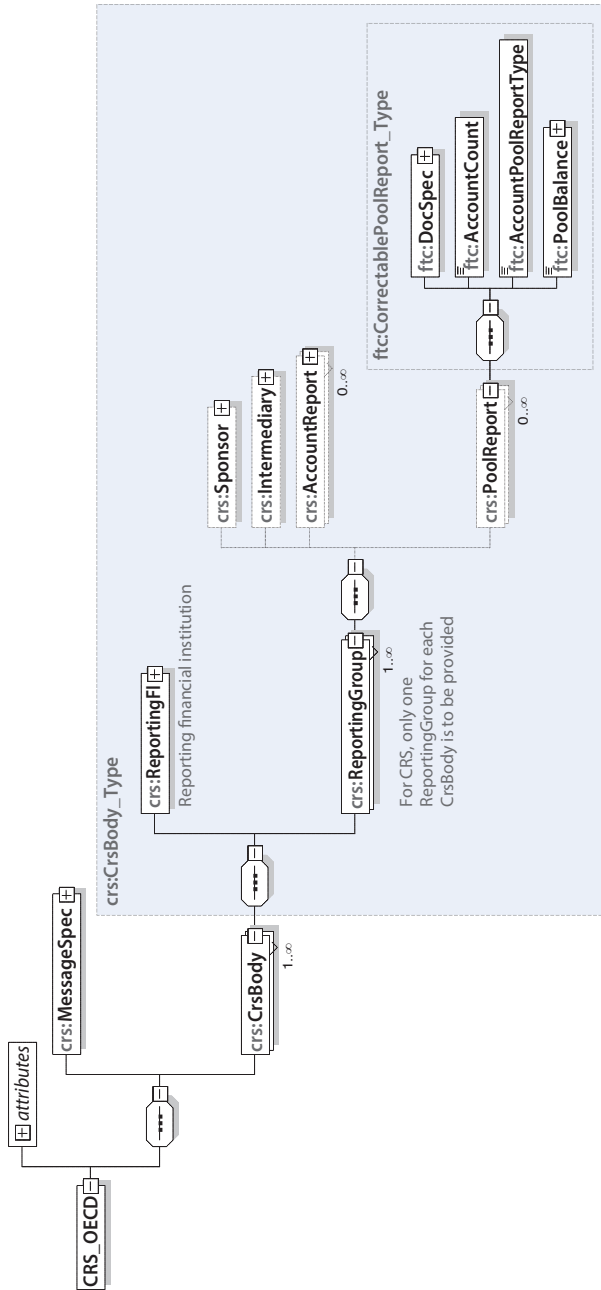 CRS_OECD
attributes
crs:MessageSpec
crs:CrsBody
1..∞
crs:CrsBody_Type
crs:ReportingFI
Reporting financial institution
crs:ReportingGroup
1..∞
For CRS, only one
ReportingGroup for each
CrsBody is to be provided
crs:Sponsor
crs:Intermediary
crs:AccountReport
0..∞
crs:PoolReport
0..∞
ftc:CorrectablePoolReport_Type
ftc:DocSpec
ftc:AccountCount
ftc:AccountPoolReportType
ftc:PoolBalance